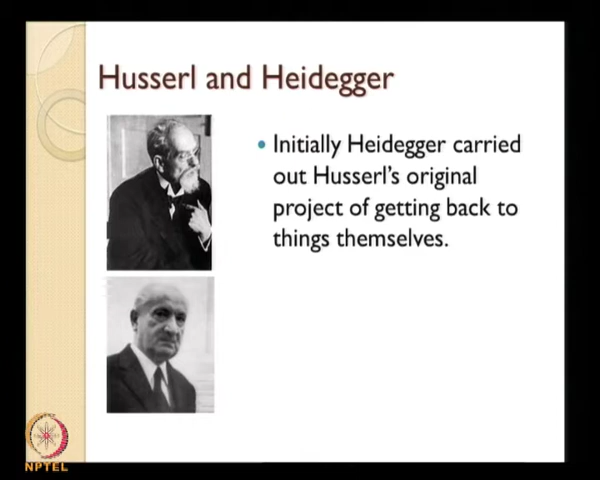 Husserl and Heidegger
Initially Heidegger carried
out Husserl's original
project of getting back to
things themselves.
NPTEL